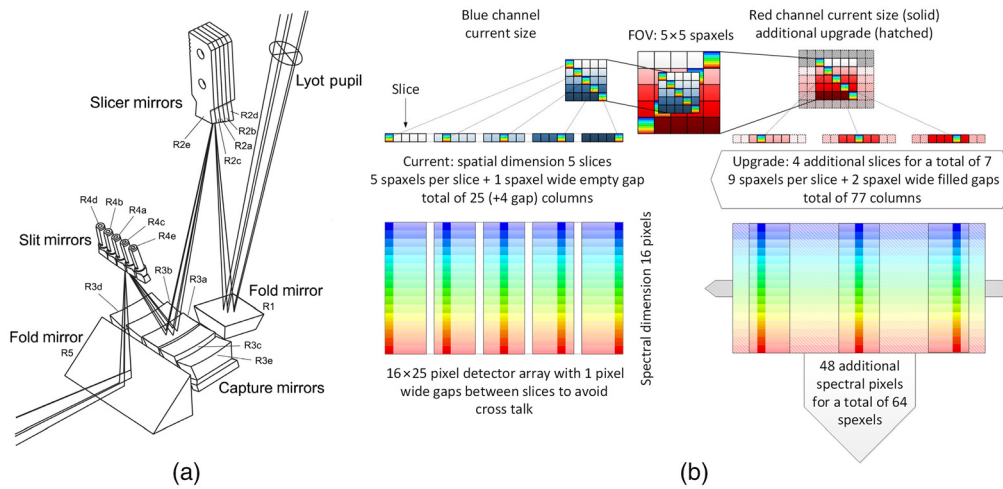 Lyot pupil
Slicer mirrors
R2d
R2b
R2e
R2a
R2c
R4d
R4b
R4a
R4c
R4e
Slit mirrors
R3b
R3a
R3d
Fold mirror
R1
Fold mirror
R5
R3c
R3e
Capture mirrors
(a)
Blue channel
current size
FOV: 5×5 spaxels
Red channel current size (solid)
additional upgrade (hatched)
Slice
Current: spatial dimension 5 slices
5 spaxels per slice + 1 spaxel wide empty gap
total of 25 (+4 gap) columns
Upgrade: 4 additional slices for a total of 7
9 spaxels per slice + 2 spaxel wide filled gaps
total of 77 columns
Spectral dimension 16 pixels
16×25 pixel detector array with 1 pixel
wide gaps between slices to avoid
cross talk
48 additional
spectral pixels
for a total of 64
spexels
(b)